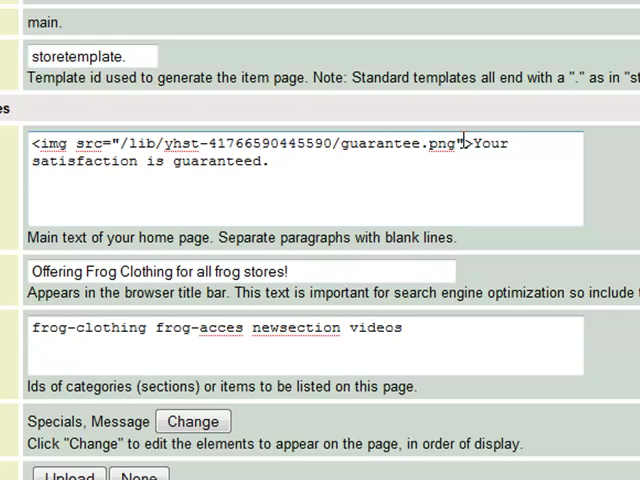 main.
storetemplate.
Template id used to generate the item page. Note: Standard templates all end with a "." as in "st
es
<img src="/lib/yhst-41766590445590/guarantee.png">Your
satisfaction is guaranteed.
Main text of your home page. Separate paragraphs with blank lines.
Offering Frog Clothing for all frog stores!
Appears in the browser title bar. This text is important for search engine optimization so include t
frog-clothing frog-acces newsection videos
Ids of categories (sections) or items to be listed on this page.
Specials, Message Change
Click "Change" to edit the elements to appear on the page, in order of display.
Upload None